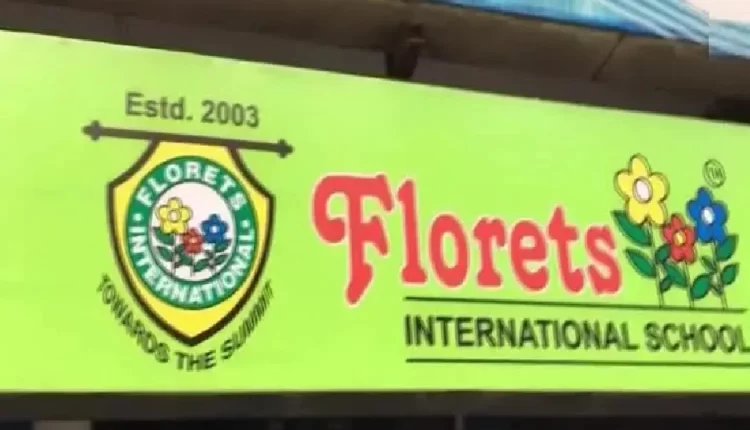 Estd. 2003
FLORETS
INTERNATIONAL
TOWARDS THE SUMMIT
Florets
TM
INTERNATIONAL SCHOOL